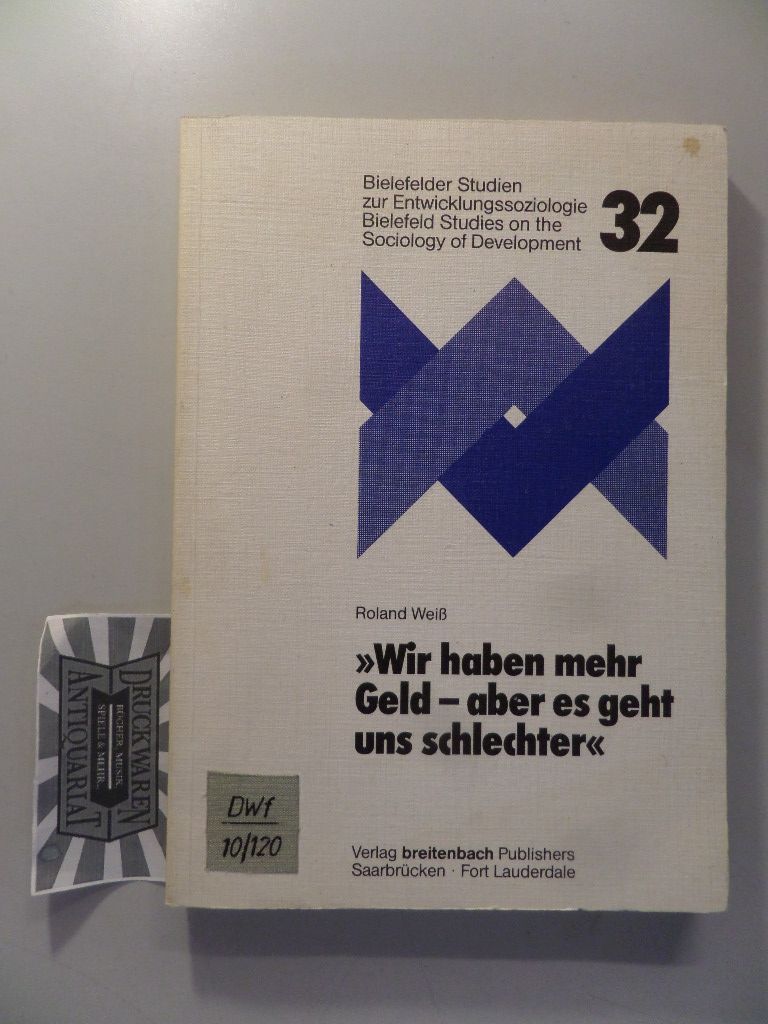 Bielefelder Studien
zur Entwicklungssoziologie
Bielefeld Studies on the
Sociology of Development
32
Roland Weiß
»Wir haben mehr
Geld – aber es geht
uns schlechter«
DWf
10/120
Verlag breitenbach Publishers
Saarbrücken · Fort Lauderdale
DRUCKWAREN
BÜCHER, MUSIK,
SPIELE & MEHR.
ANTIQUARIAT